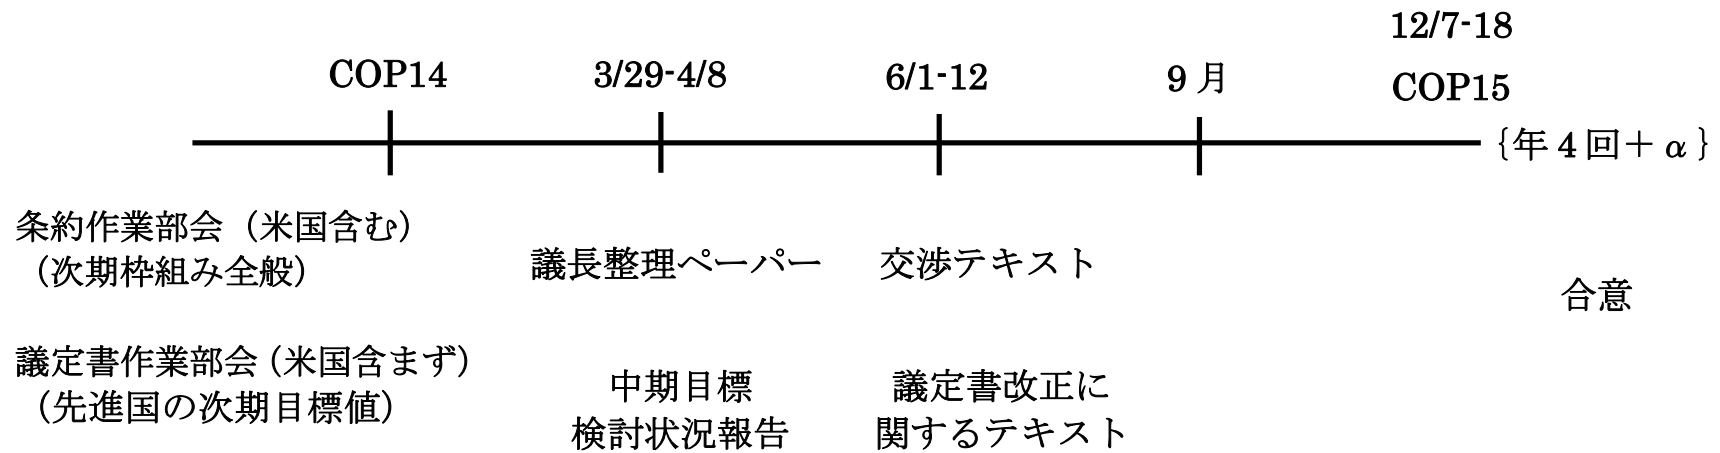 12/7-18
COP14
3/29-4/8
6/1-12
9月
COP15
{年4回+α}
条約作業部会(米国含む)
(次期枠組み全般)
議長整理ペーパー
交渉テキスト
合意
議定書作業部会(米国含まず)
(先進国の次期目標値)
中期目標
検討状況報告
議定書改正に
関するテキスト